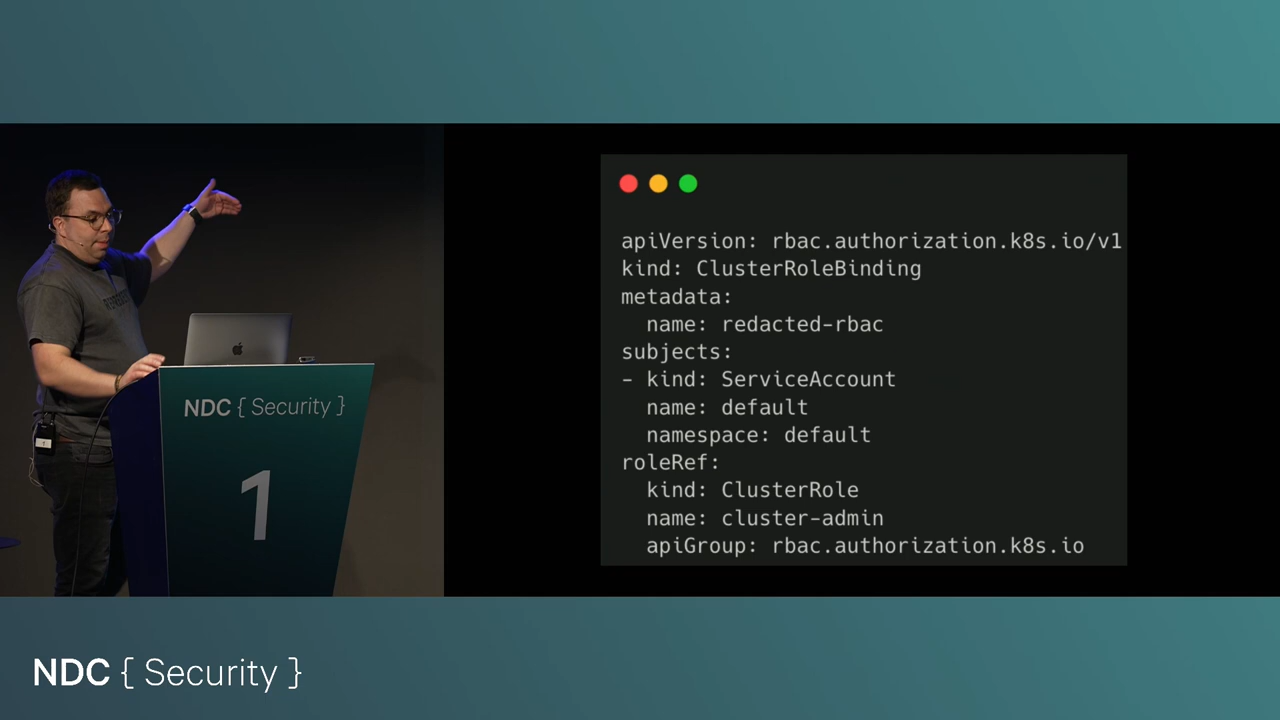 apiVersion: rbac.authorization.k8s.io/v1
kind: ClusterRoleBinding
metadata:
  name: redacted-rbac
subjects:
- kind: ServiceAccount
  name: default
  namespace: default
roleRef:
  kind: ClusterRole
  name: cluster-admin
  apiGroup: rbac.authorization.k8s.io
NDC { Security }
1
NDC { Security }